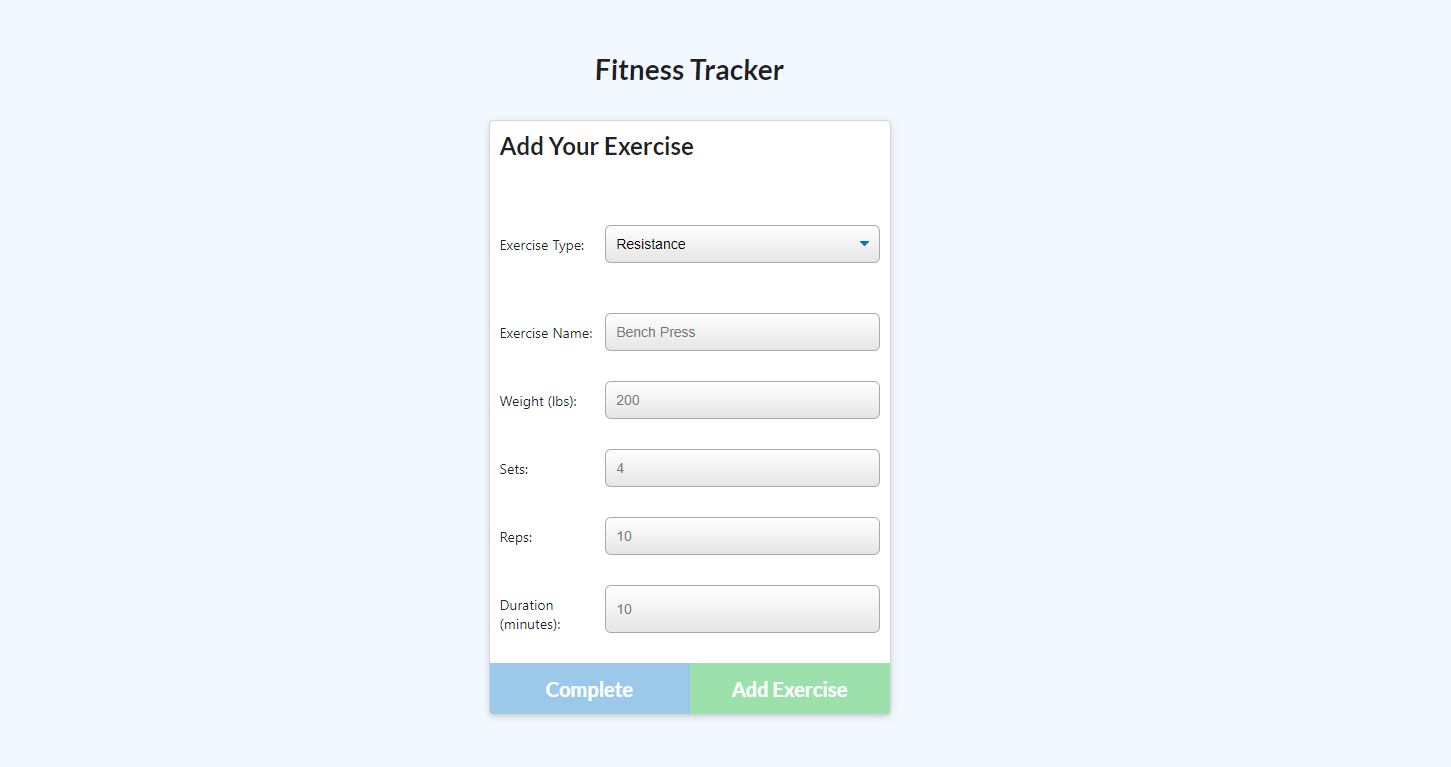 Fitness Tracker
Add Your Exercise
Exercise Type: Resistance
Exercise Name: Bench Press
Weight (lbs): 200
Sets: 4
Reps: 10
Duration
(minutes): 10
Complete Add Exercise